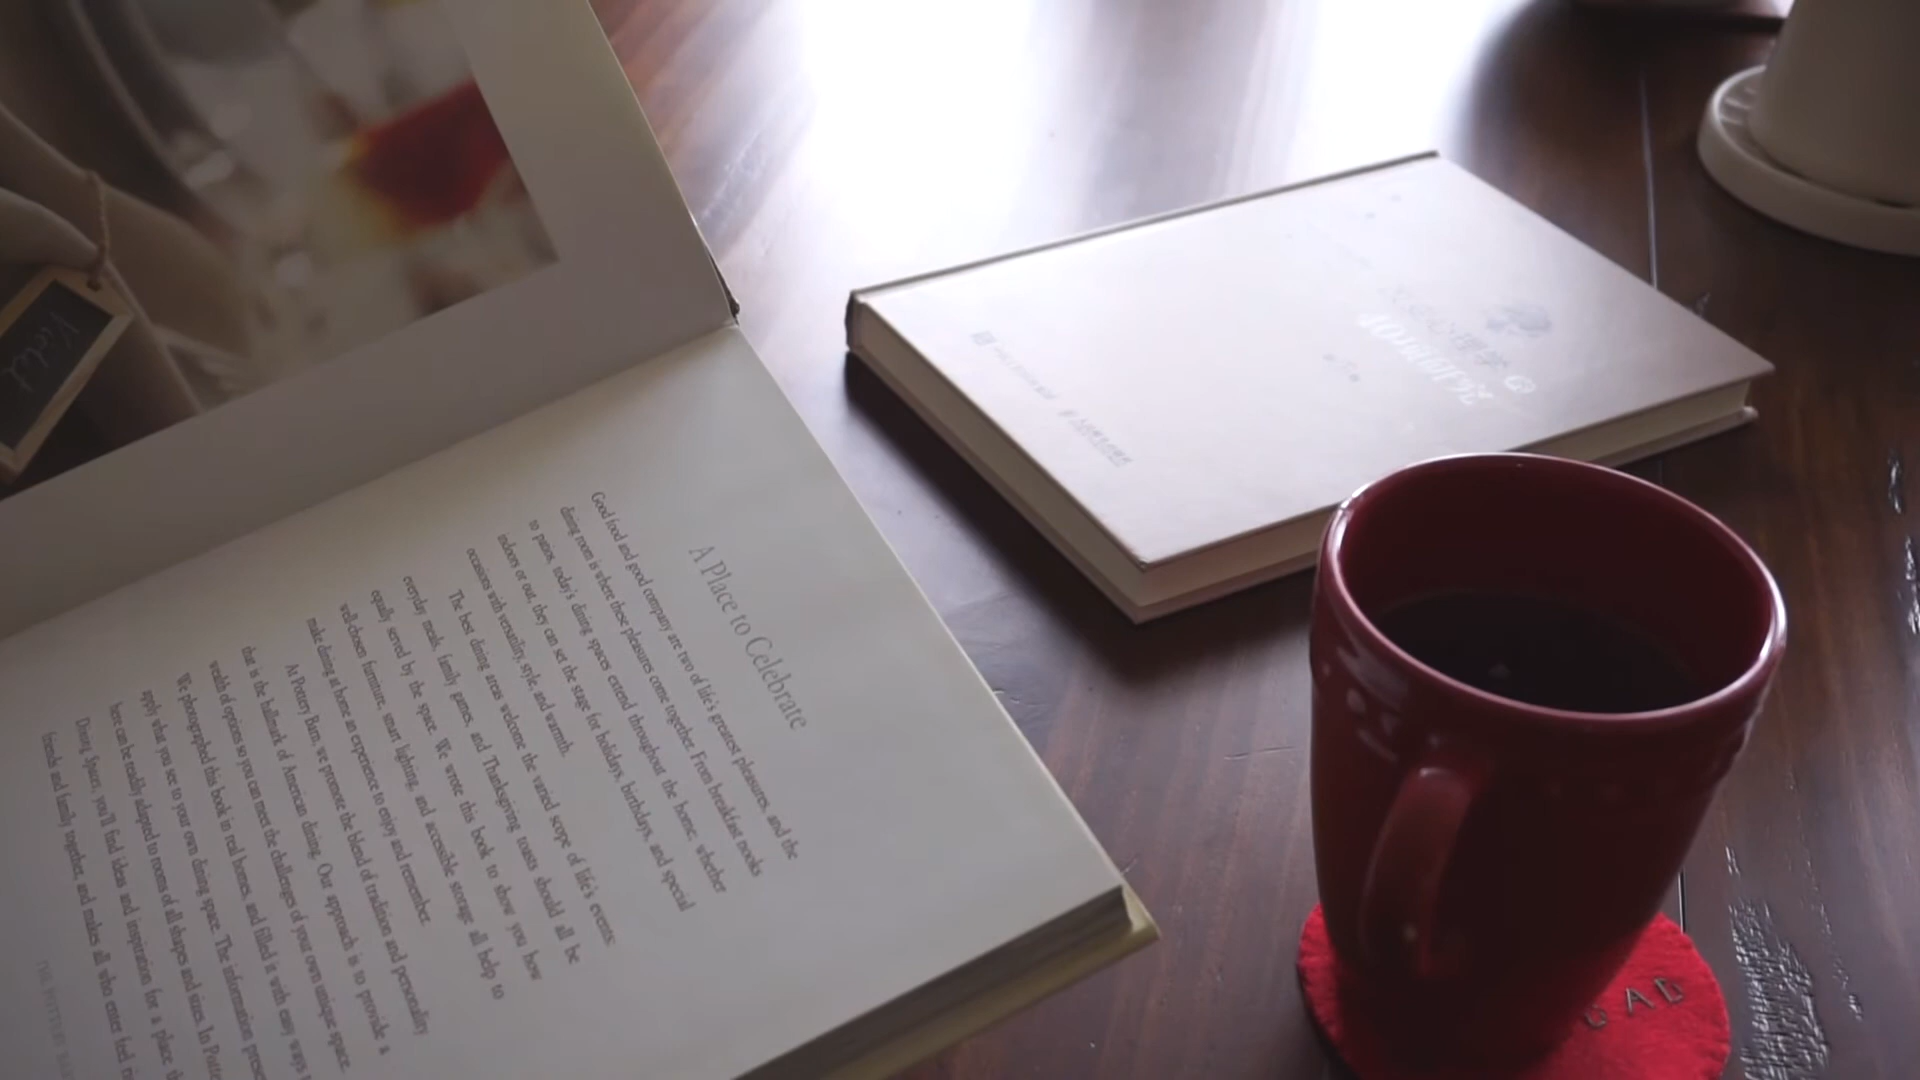 A Place to Celebrate
Good food and good company are two of life's greatest pleasures, and the
dining room is where these pleasures come together. From breakfast nooks
to patios, today's dining spaces extend throughout the home; whether
indoors or out, they can set the stage for holidays, birthdays, and special
occasions with versatility, style, and warmth.
The best dining areas welcome the varied scope of life's events:
everyday meals, family games, and Thanksgiving toasts should all be
equally served by the space. We wrote this book to show you how
well-chosen furniture, smart lighting, and accessible storage all help to
make dining at home an experience to enjoy and remember.
At Pottery Barn, we promote the blend of tradition and personality
that is the hallmark of American dining. Our approach is to provide a
wealth of options so you can meet the challenges of your own unique space.
We photographed this book in real homes, and filled it with easy ways
apply what you see to your own dining space. The information
here can be readily adapted to rooms of all shapes and sizes. In
Dining Spaces, you'll find ideas and inspiration for a place
friends and family together, and makes all who enter feel
THE POTTERY
Violet
40项研究
DAD